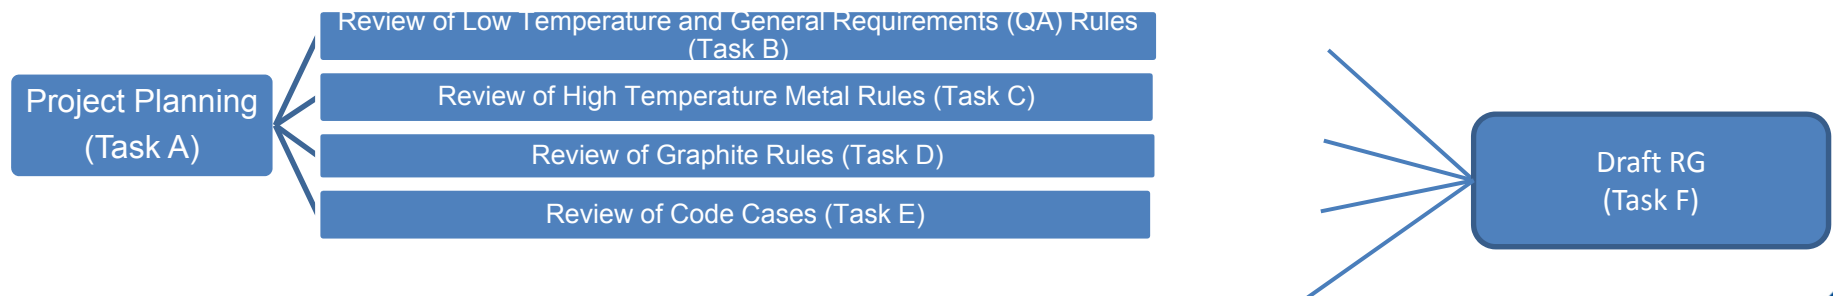 Review of Low Temperature and General Requirements (QA) Rules
(Task B)
Project Planning
(Task A)
Review of High Temperature Metal Rules (Task C)
Review of Graphite Rules (Task D)
Review of Code Cases (Task E)
Draft RG
(Task F)